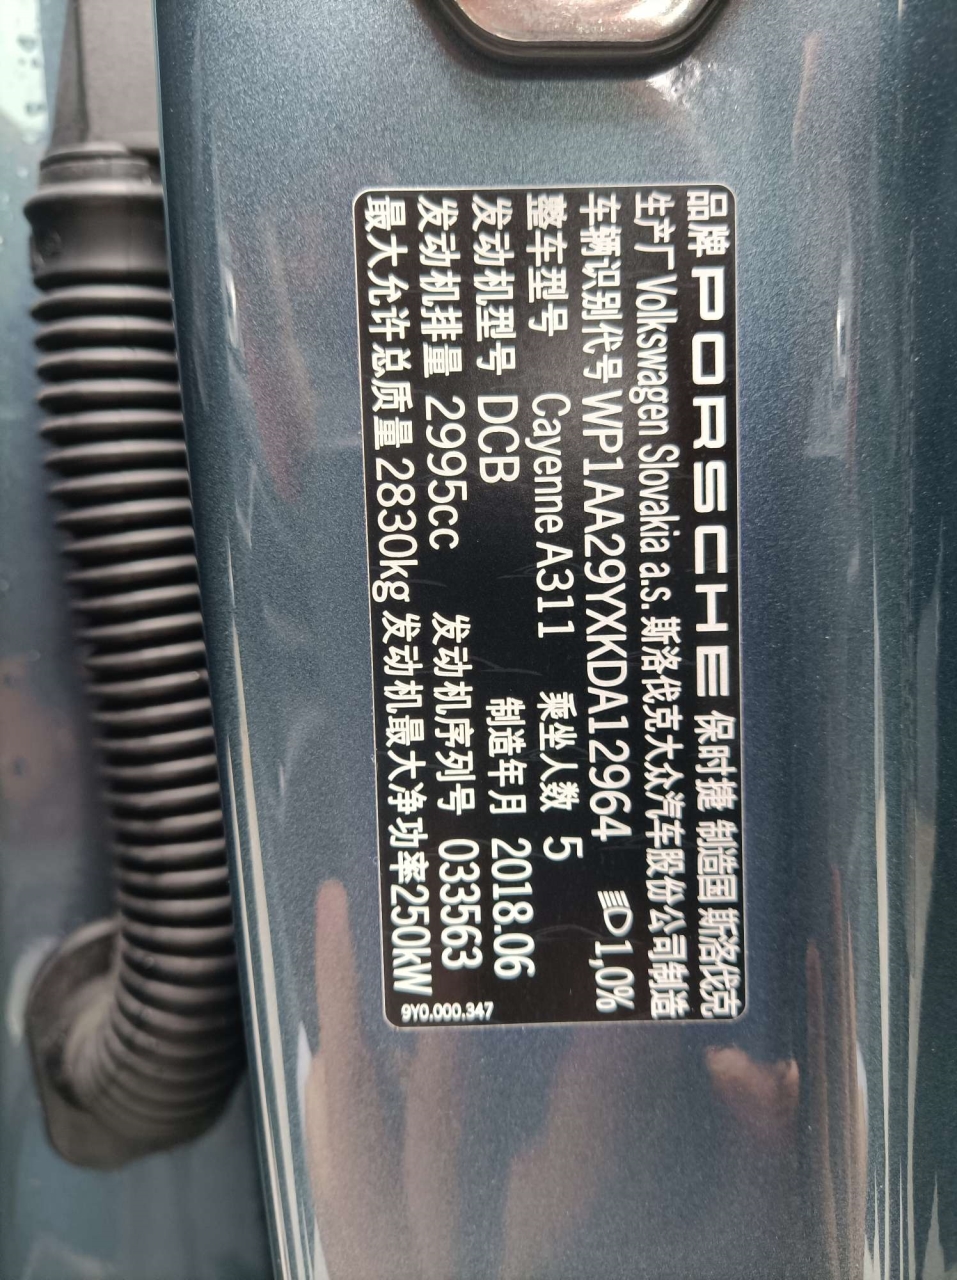 品牌 PORSCHE 保时捷 制造国 斯洛伐克
生产厂 Volkswagen Slovakia a.s. 斯洛伐克大众汽车股份公司制造
车辆识别代号 WP1AA29YXKDA12964 1,0%
整车型号 Cayenne A311 乘坐人数 5
发动机型号 DCB 制造年月 2018.06
发动机排量 2995cc 发动机序列号 033563
最大允许总质量 2830kg 发动机最大净功率250kW
9Y0.000.347